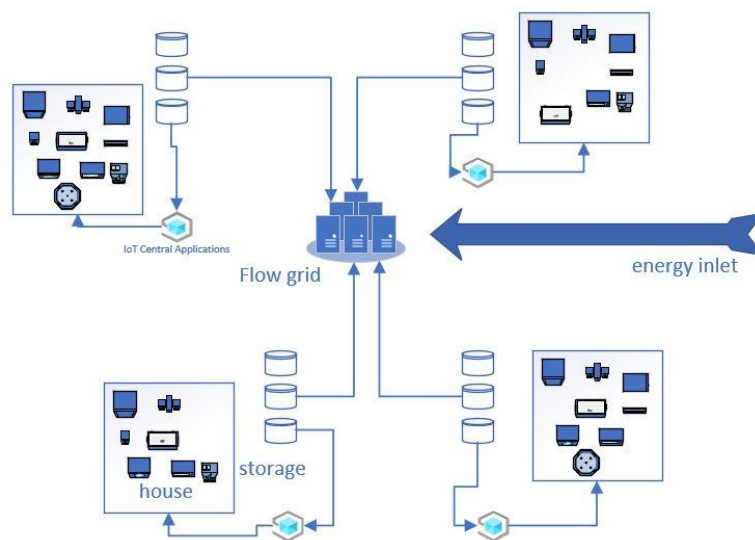 IoT Central Applications
Flow grid
energy inlet
storage
house